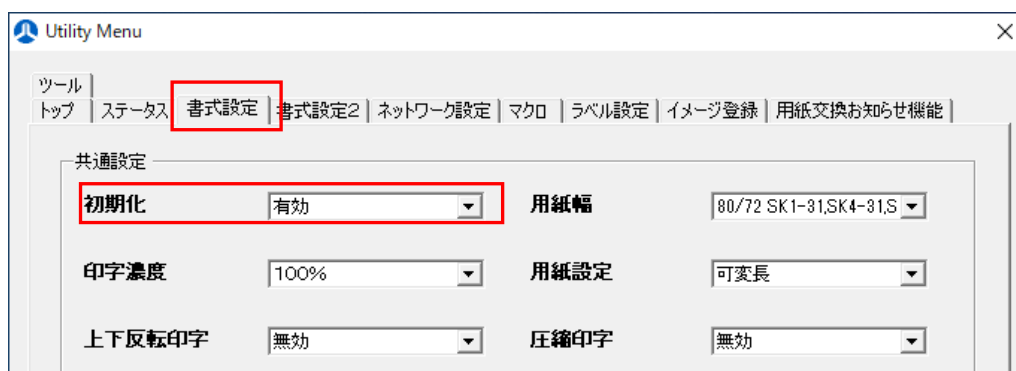 Utility Menu
ツール
トップ ステータス 書式設定 書式設定2 ネットワーク設定 マクロ ラベル設定 イメージ登録 用紙交換お知らせ機能
共通設定
初期化 有効 用紙幅 80/72 SK1-31,SK4-31,S
印字濃度 100% 用紙設定 可変長
上下反転印字 無効 圧縮印字 無効